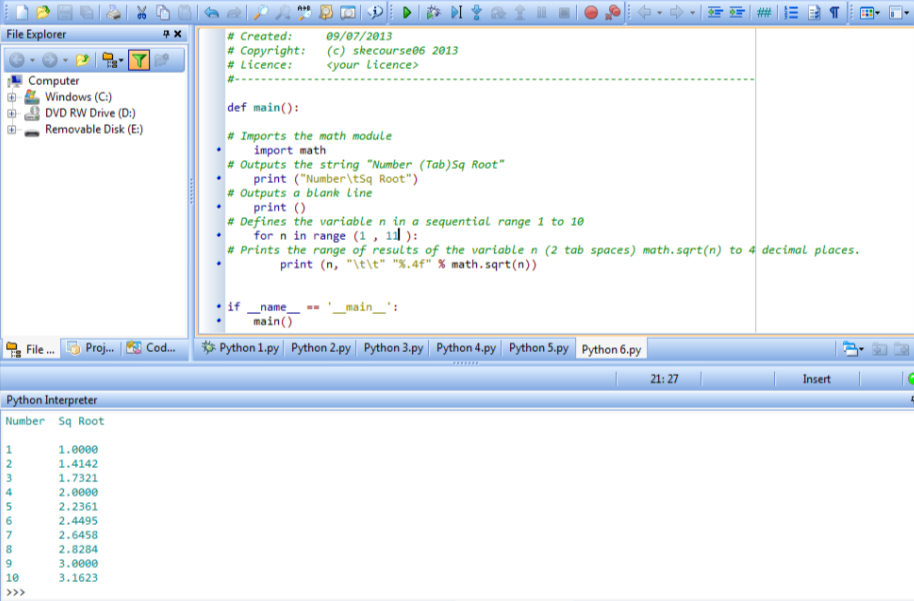 File Explorer
Computer
Windows (C:)
DVD RW Drive (D:)
Removable Disk (E:)
File ... Proj... Cod...
# Created:     09/07/2013
# Copyright:   (c) skecourse06 2013
# Licence:     <your licence>
#-------------------------------------------------------------------------------
def main():
# Imports the math module
    import math
# Outputs the string "Number (Tab)Sq Root"
    print ("Number\tSq Root")
# Outputs a blank line
    print ()
# Defines the variable n in a sequential range 1 to 10
    for n in range (1 , 11 ):
# Prints the range of results of the variable n (2 tab spaces) math.sqrt(n) to 4 decimal places.
        print (n, "\t\t" "%.4f" % math.sqrt(n))
if __name__ == '__main__':
    main()
Python 1.py Python 2.py Python 3.py Python 4.py Python 5.py Python 6.py
21: 27 Insert
Python Interpreter
Number  Sq Root
1       1.0000
2       1.4142
3       1.7321
4       2.0000
5       2.2361
6       2.4495
7       2.6458
8       2.8284
9       3.0000
10      3.1623
>>>